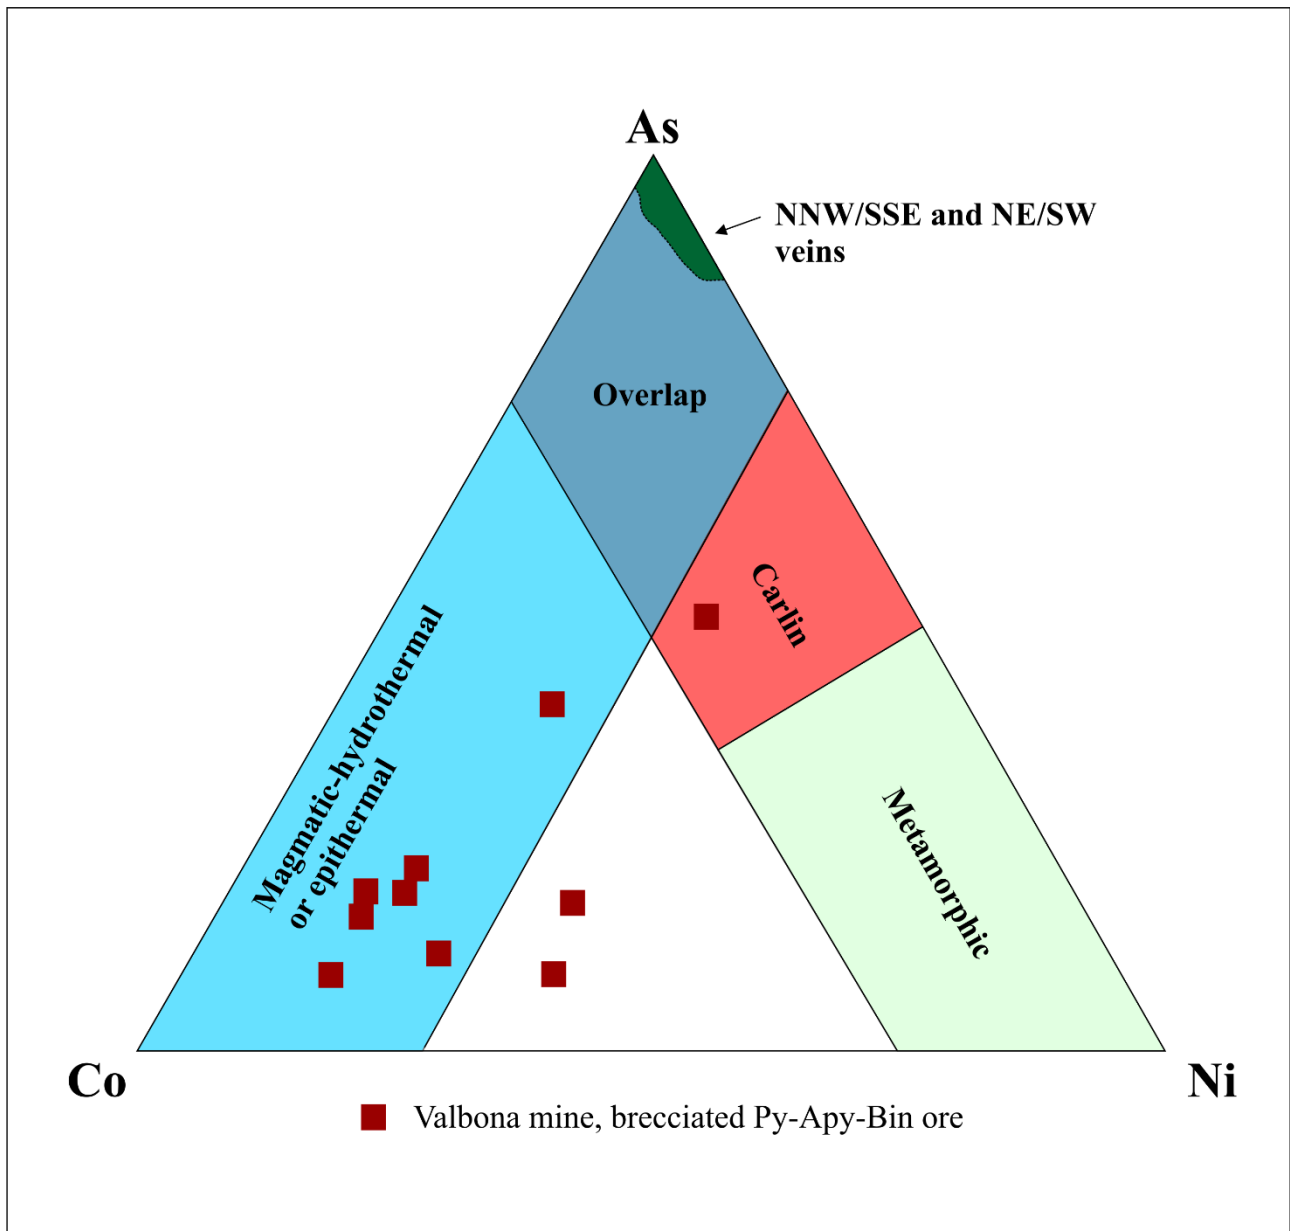 As
NNW/SSE and NE/SW
veins
Overlap
Carlin
Magmatic-hydrothermal
or epithermal
Metamorphic
Co
Ni
Valbona mine, brecciated Py-Apy-Bin ore